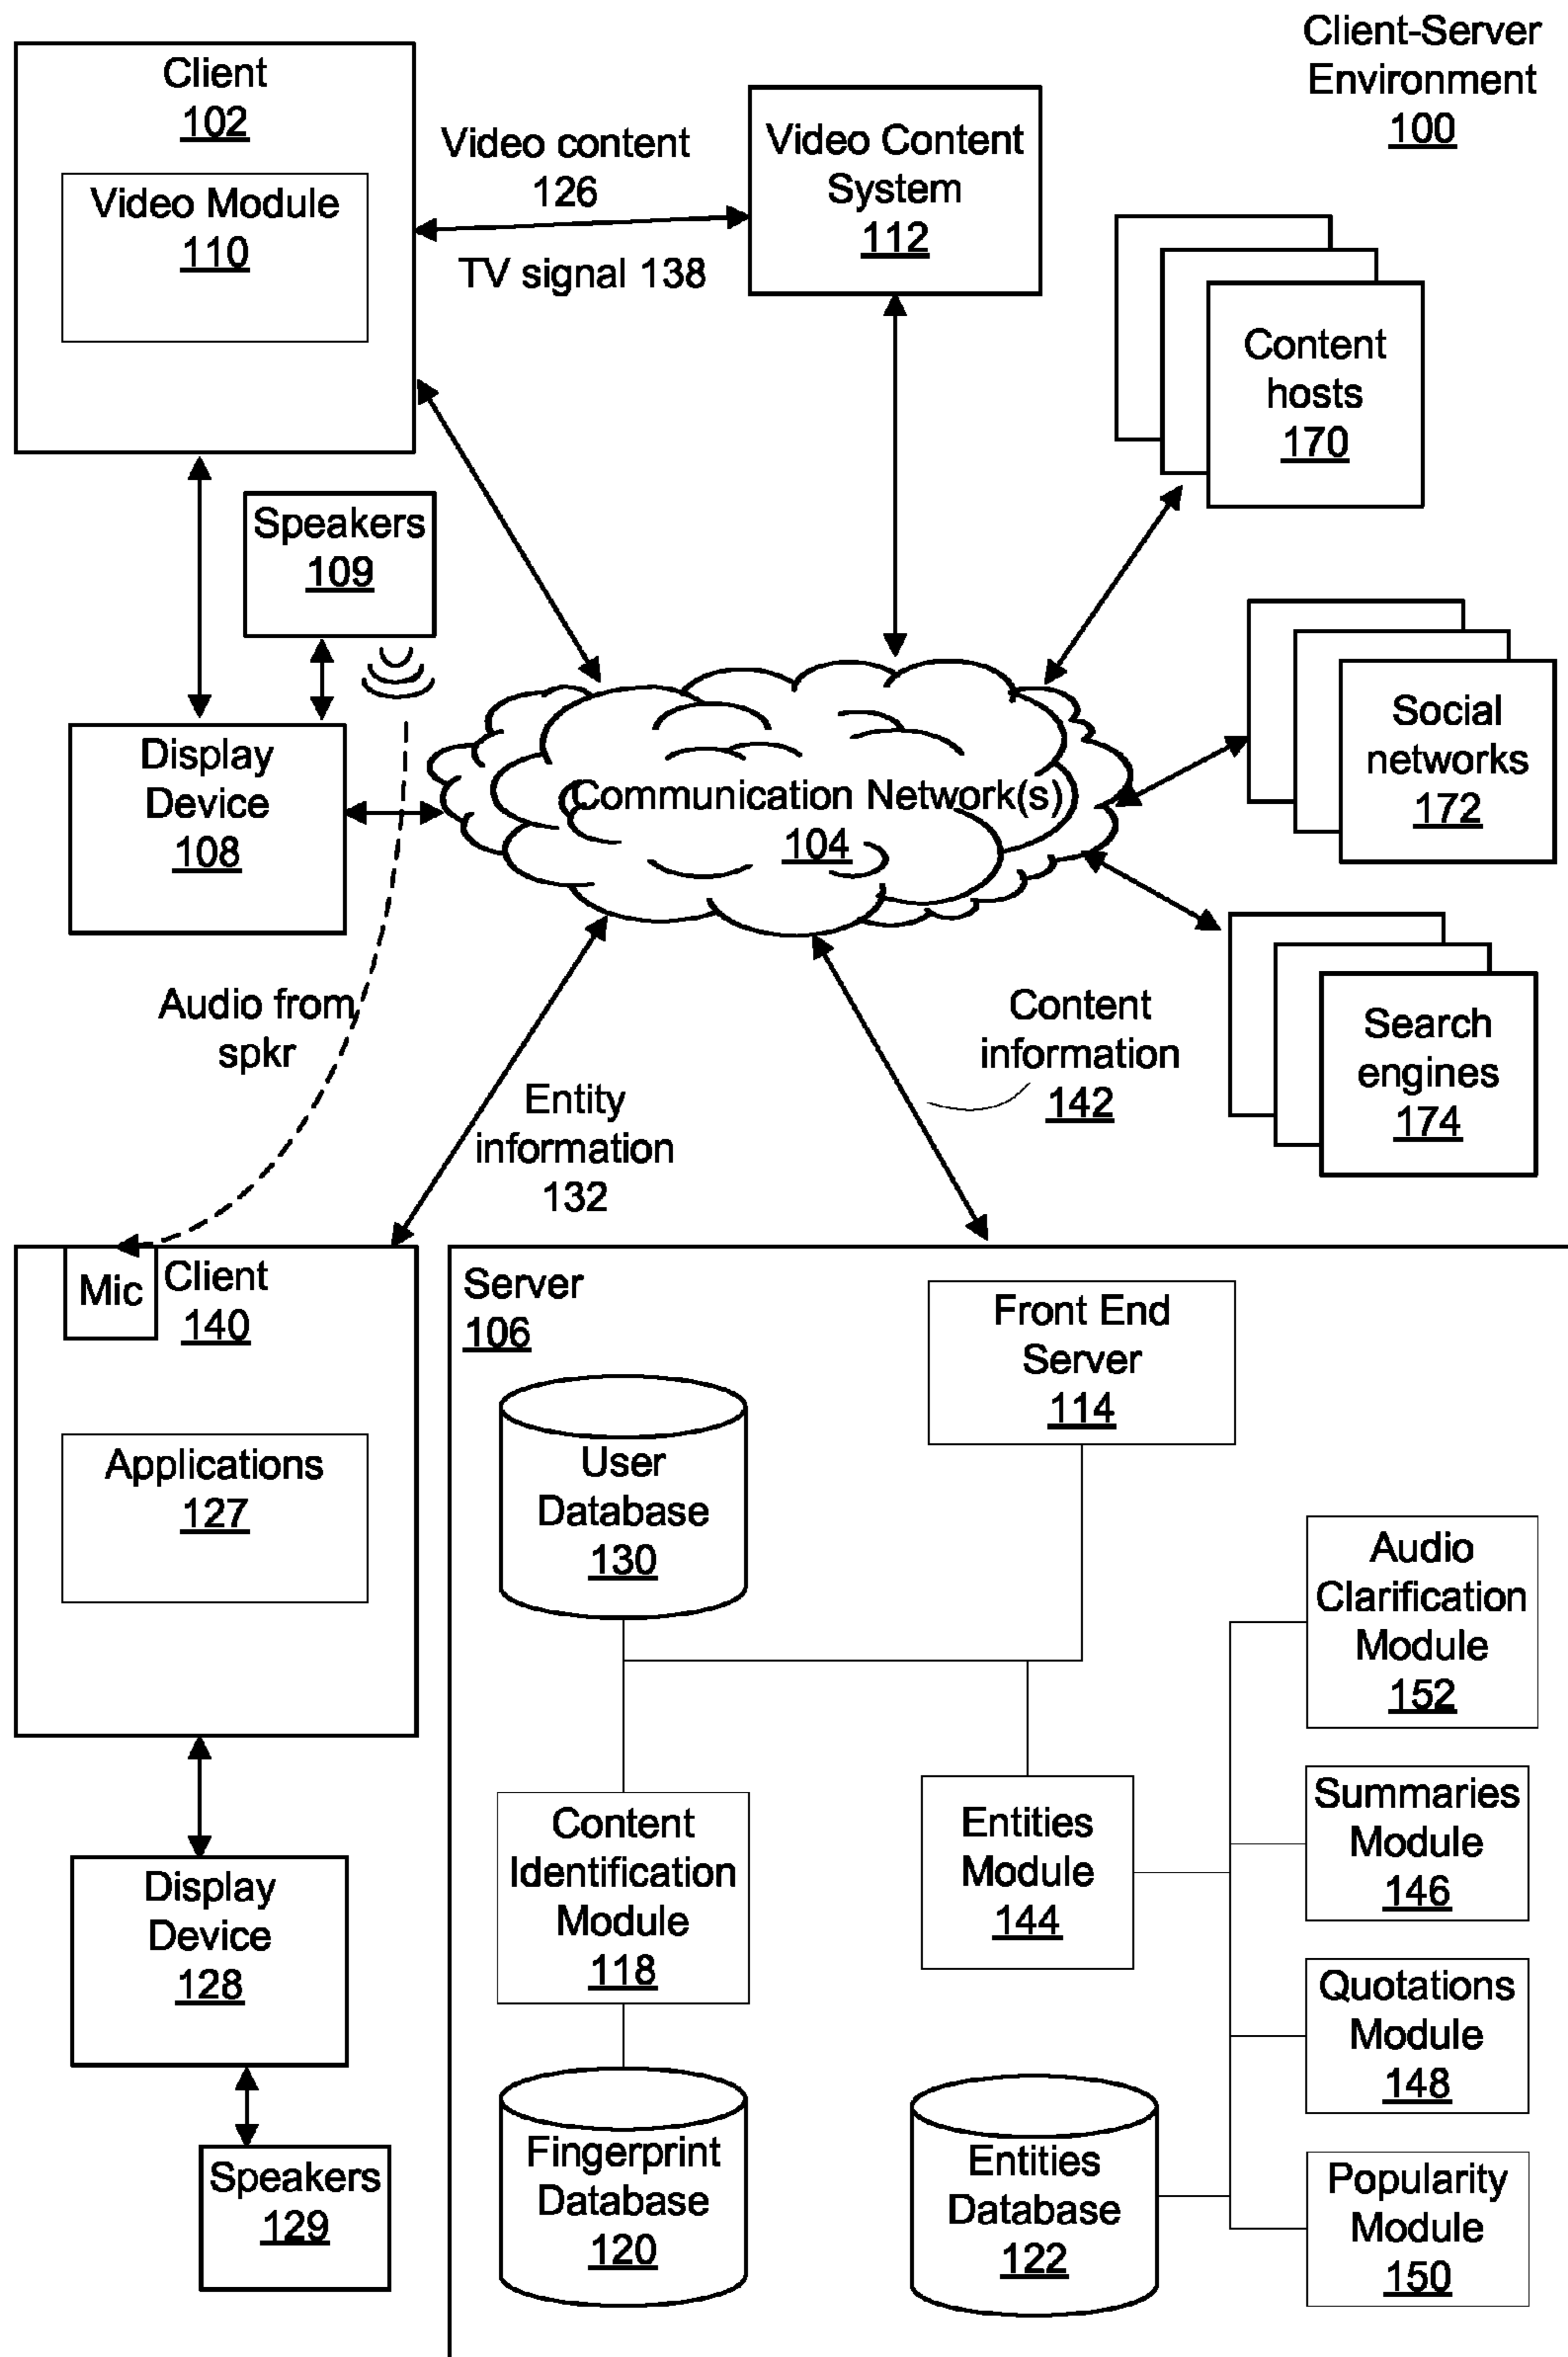 Client-Server
Environment
100
Client
102
Video Module
110
Video content
126
TV signal 138
Video Content
System
112
Content
hosts
170
Speakers
109
Display
Device
108
Communication Network(s)
104
Social
networks
172
Search
engines
174
Audio from
spkr
Entity
information
132
Content
information
142
Mic
Client
140
Applications
127
Display
Device
128
Speakers
129
Server
106
Front End
Server
114
User
Database
130
Content
Identification
Module
118
Fingerprint
Database
120
Entities
Module
144
Entities
Database
122
Audio
Clarification
Module
152
Summaries
Module
146
Quotations
Module
148
Popularity
Module
150